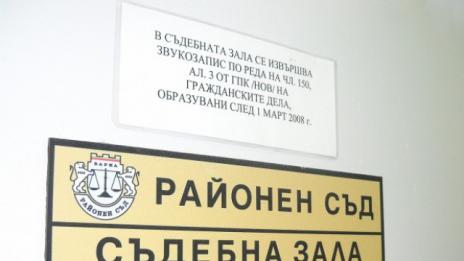 В СЪДЕБНАТА ЗАЛА СЕ ИЗВЪРШВА
ЗВУКОЗАПИС ПО РЕДА НА ЧЛ. 150,
АЛ. 3 ОТ ГПК /НОВ/ НА
ГРАЖДАНСКИТЕ ДЕЛА,
ОБРАЗУВАНИ СЛЕД 1 МАРТ 2008 г.
ВАРНА
РАЙОНЕН СЪД
РАЙОНЕН СЪД
СЪДЕБНА ЗАЛА